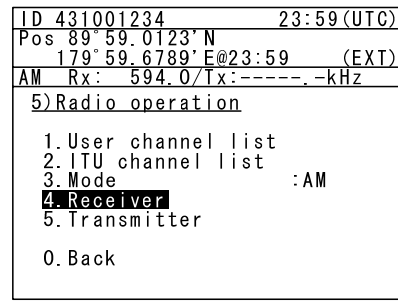 ID 431001234 23:59(UTC)
Pos 89°59.0123'N
179°59.6789'E@23:59 (EXT)
AM Rx: 594.0/Tx:-----.-kHz
5)Radio operation
1.User channel list
2.ITU channel list
3.Mode :AM
4.Receiver
5.Transmitter
0.Back